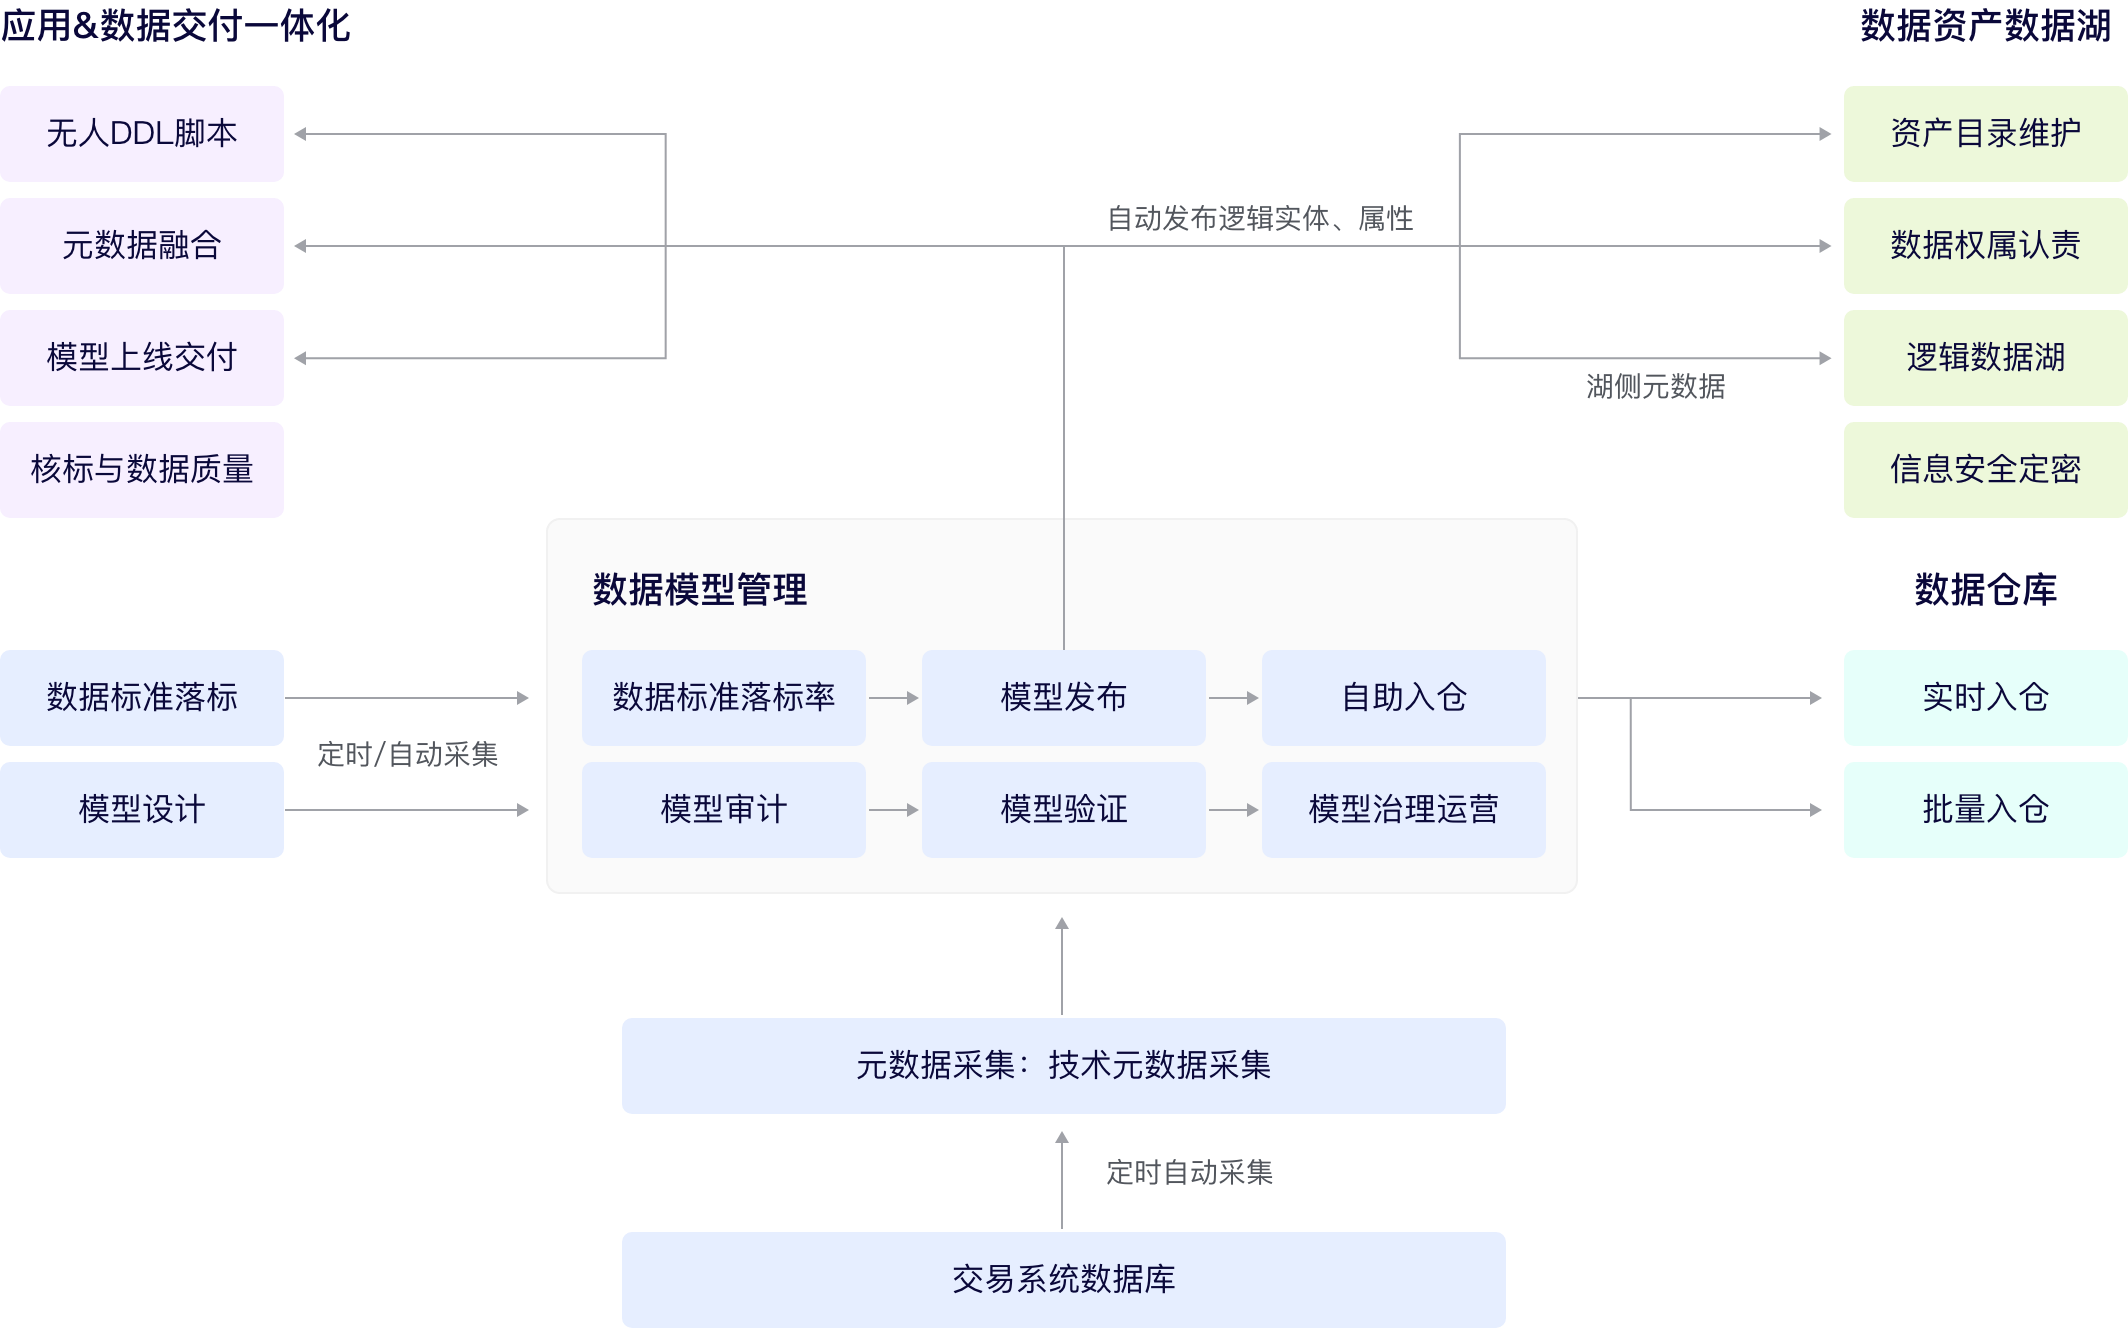 应用&数据交付一体化
数据资产数据湖
无人DDL脚本
资产目录维护
自动发布逻辑实体、属性
元数据融合
数据权属认责
模型上线交付
逻辑数据湖
湖侧元数据
核标与数据质量
信息安全定密
数据模型管理
数据仓库
数据标准落标
数据标准落标率
模型发布
自助入仓
实时入仓
定时/自动采集
模型设计
模型审计
模型验证
模型治理运营
批量入仓
元数据采集：技术元数据采集
定时自动采集
交易系统数据库